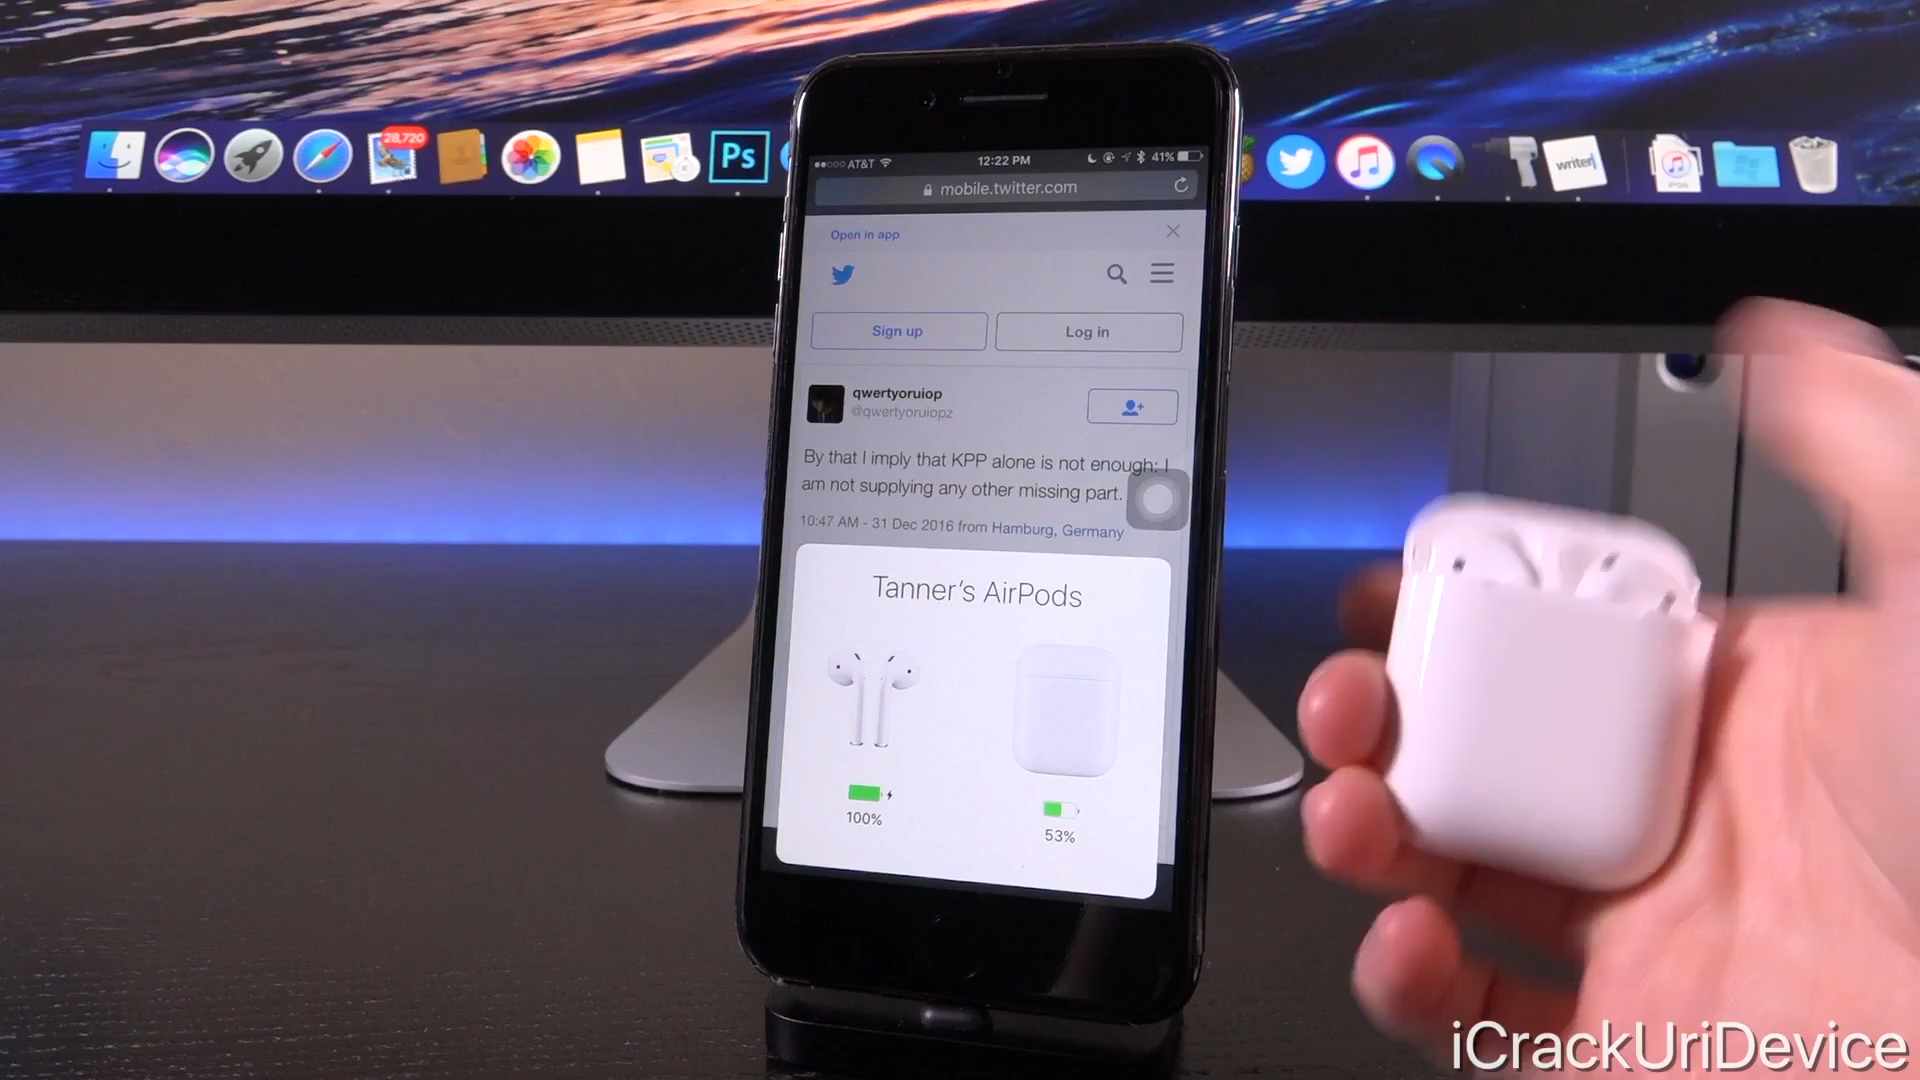 28,720
Ps
writer
IPSW
AT&T
12:22 PM
41%
mobile.twitter.com
Open in app
Sign up
Log in
qwertyoruiop
@qwertyoruiopz
By that I imply that KPP alone is not enough: I
am not supplying any other missing part.
10:47 AM - 31 Dec 2016 from Hamburg, Germany
Tanner's AirPods
100%
53%
iCrackUriDevice